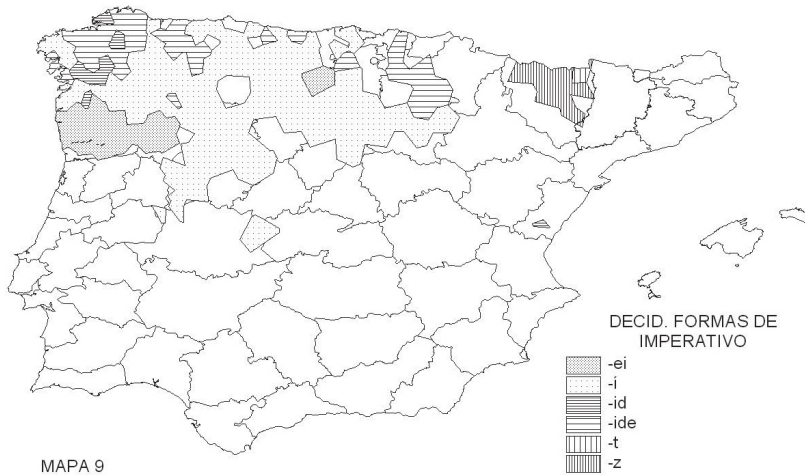 DECID. FORMAS DE
IMPERATIVO
-ei
-i
-id
-ide
-t
-z
MAPA 9